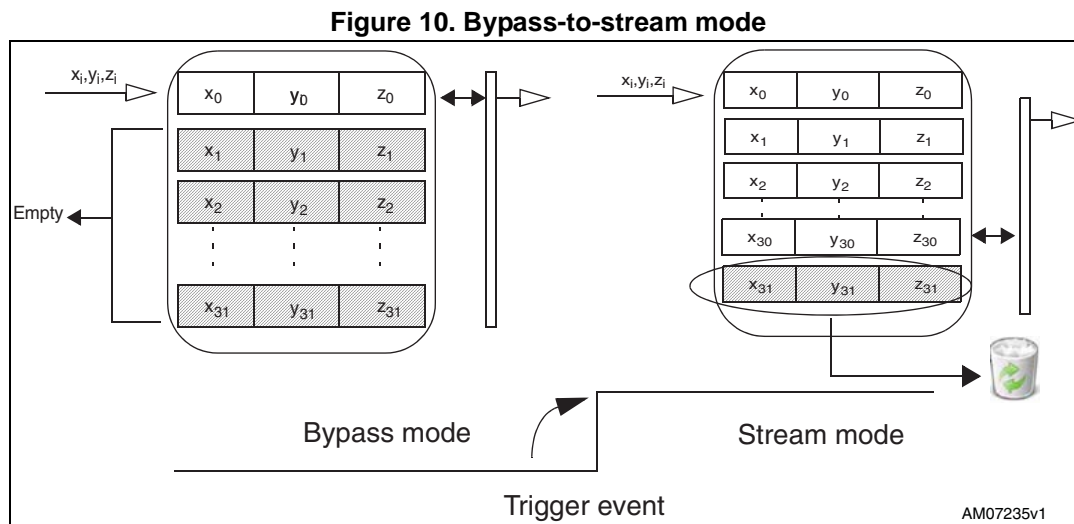 Figure 10. Bypass-to-stream mode
xᵢ,yᵢ,zᵢ
x₀ y₀ z₀
x₁ y₁ z₁
x₂ y₂ z₂
x₃₁ y₃₁ z₃₁
Empty
xᵢ,yᵢ,zᵢ
x₀ y₀ z₀
x₁ y₁ z₁
x₂ y₂ z₂
x₃₀ y₃₀ z₃₀
x₃₁ y₃₁ z₃₁
Bypass mode
Stream mode
Trigger event
AM07235v1